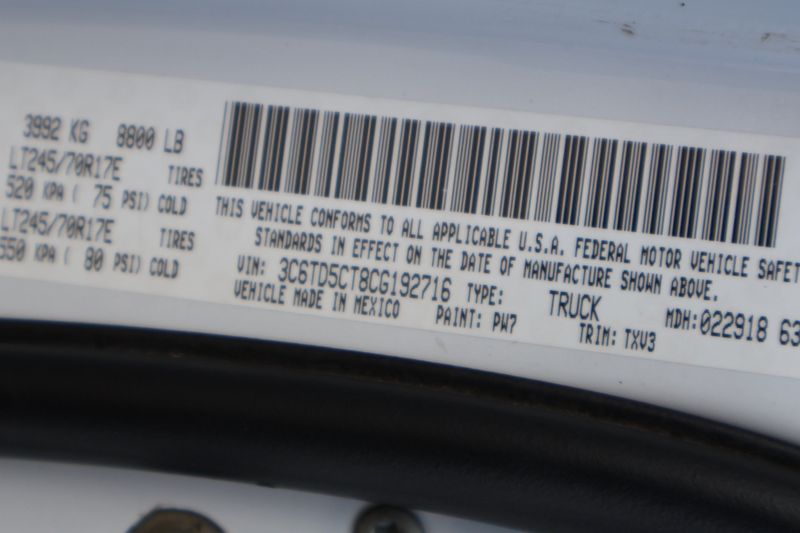 3992 KG 8800 LB
LT245/70R17E TIRES
520 KPA ( 75 PSI) COLD
LT245/70R17E TIRES
550 KPA ( 80 PSI) COLD
THIS VEHICLE CONFORMS TO ALL APPLICABLE U.S.A. FEDERAL MOTOR VEHICLE SAFET
STANDARDS IN EFFECT ON THE DATE OF MANUFACTURE SHOWN ABOVE.
VIN: 3C6TD5CT8CG192716 TYPE: TRUCK MDH:022918 63
VEHICLE MADE IN MEXICO PAINT: PW7 TRIM: TXV3